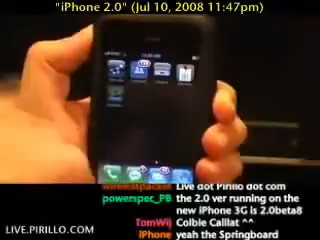 "iPhone 2.0" (Jul 10, 2008 11:47pm)
Live dot Pirillo dot com
powerspec_PB the 2.0 ver running on the
new iPhone 3G is 2.0beta8
TomWij Colbie Callat ^^
LIVE.PIRILLO.COM iPhone yeah the Springboard